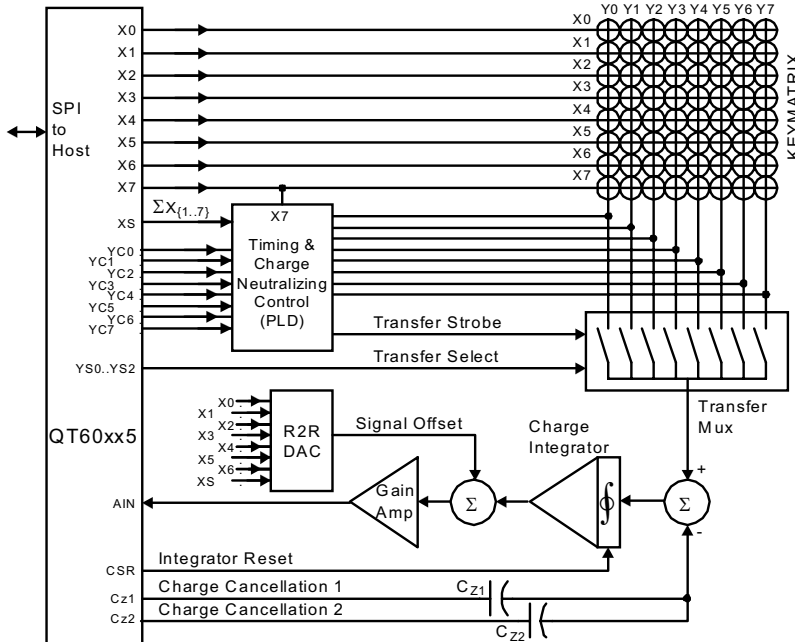 Y0 Y1 Y2 Y3 Y4 Y5 Y6 Y7
X0 X0
X1 X1
X2 X2
X3 X3
X4 X4
X5 X5
X6 X6
X7 X7
KEYMATRIX
SPI
to
Host
ΣX{1..7}
XS
X7
YC0
YC1
YC2
YC3
YC4
YC5
YC6
YC7
Timing &
Charge
Neutralizing
Control
(PLD)
Transfer Strobe
YS0..YS2
Transfer Select
Transfer
Mux
QT60xx5
X0
X1
X2
X3
X4
X5
X6
XS
R2R
DAC
Signal Offset
Charge
Integrator
AIN
Gain
Amp
Σ
∮
Σ
+
-
CSR
Integrator Reset
Cz1
Charge Cancellation 1
CZ1
Cz2
Charge Cancellation 2
CZ2